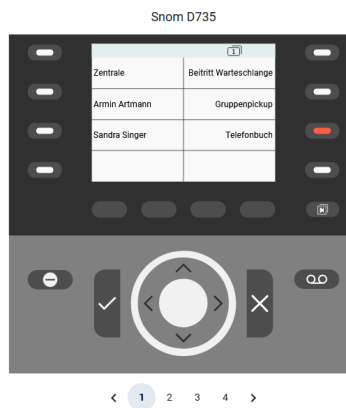 Snom D735
1
Zentrale Beitritt Warteschlange
Armin Artmann Gruppenpickup
Sandra Singer Telefonbuch
1 2 3 4